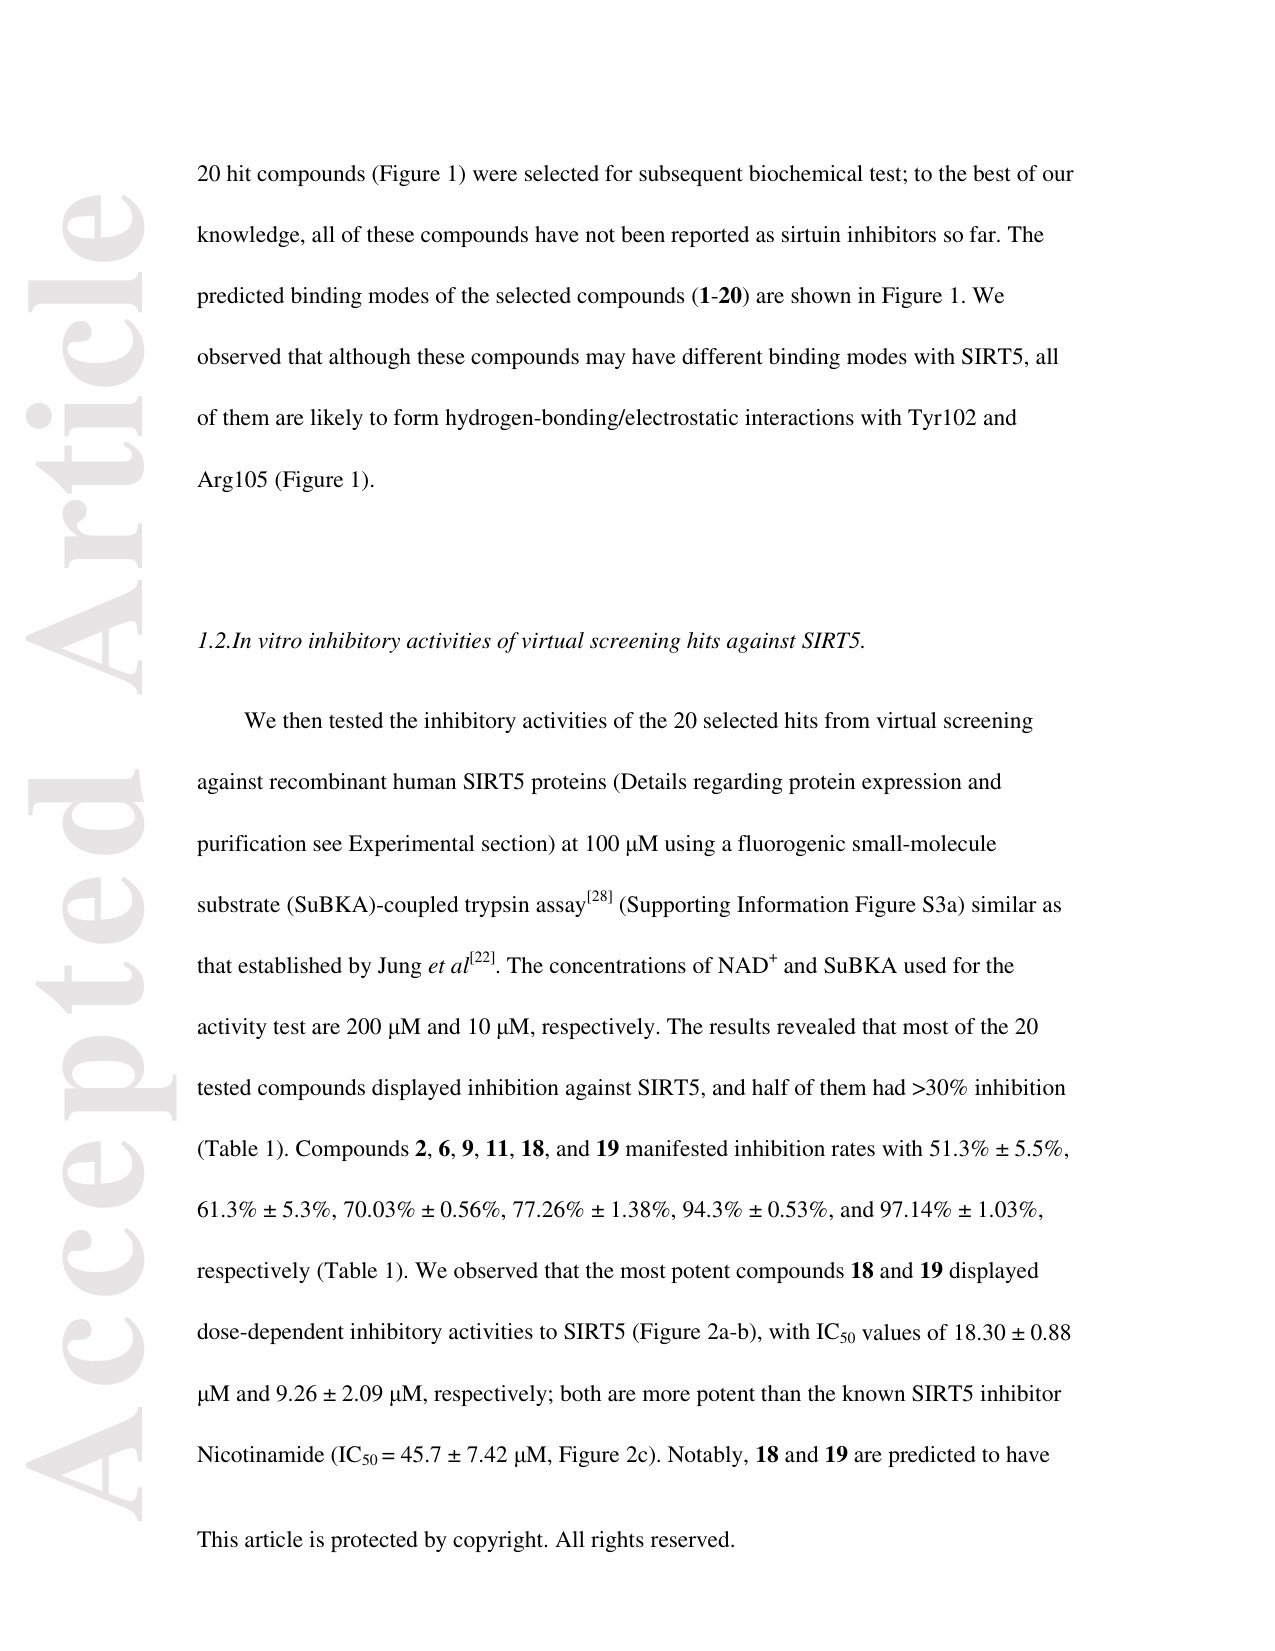 20 hit compounds (Figure 1) were selected for subsequent biochemical test; to the best of our
knowledge, all of these compounds have not been reported as sirtuin inhibitors so far. The
predicted binding modes of the selected compounds (1-20) are shown in Figure 1. We
observed that although these compounds may have different binding modes with SIRT5, all
of them are likely to form hydrogen-bonding/electrostatic interactions with Tyr102 and
Arg105 (Figure 1).
1.2.In vitro inhibitory activities of virtual screening hits against SIRT5.
We then tested the inhibitory activities of the 20 selected hits from virtual screening
against recombinant human SIRT5 proteins (Details regarding protein expression and
purification see Experimental section) at 100 μM using a fluorogenic small-molecule
substrate (SuBKA)-coupled trypsin assay[28] (Supporting Information Figure S3a) similar as
that established by Jung et al[22]. The concentrations of NAD+ and SuBKA used for the
activity test are 200 μM and 10 μM, respectively. The results revealed that most of the 20
tested compounds displayed inhibition against SIRT5, and half of them had >30% inhibition
(Table 1). Compounds 2, 6, 9, 11, 18, and 19 manifested inhibition rates with 51.3% ± 5.5%,
61.3% ± 5.3%, 70.03% ± 0.56%, 77.26% ± 1.38%, 94.3% ± 0.53%, and 97.14% ± 1.03%,
respectively (Table 1). We observed that the most potent compounds 18 and 19 displayed
dose-dependent inhibitory activities to SIRT5 (Figure 2a-b), with IC50 values of 18.30 ± 0.88
μM and 9.26 ± 2.09 μM, respectively; both are more potent than the known SIRT5 inhibitor
Nicotinamide (IC50 = 45.7 ± 7.42 μM, Figure 2c). Notably, 18 and 19 are predicted to have
This article is protected by copyright. All rights reserved.
Accepted Article